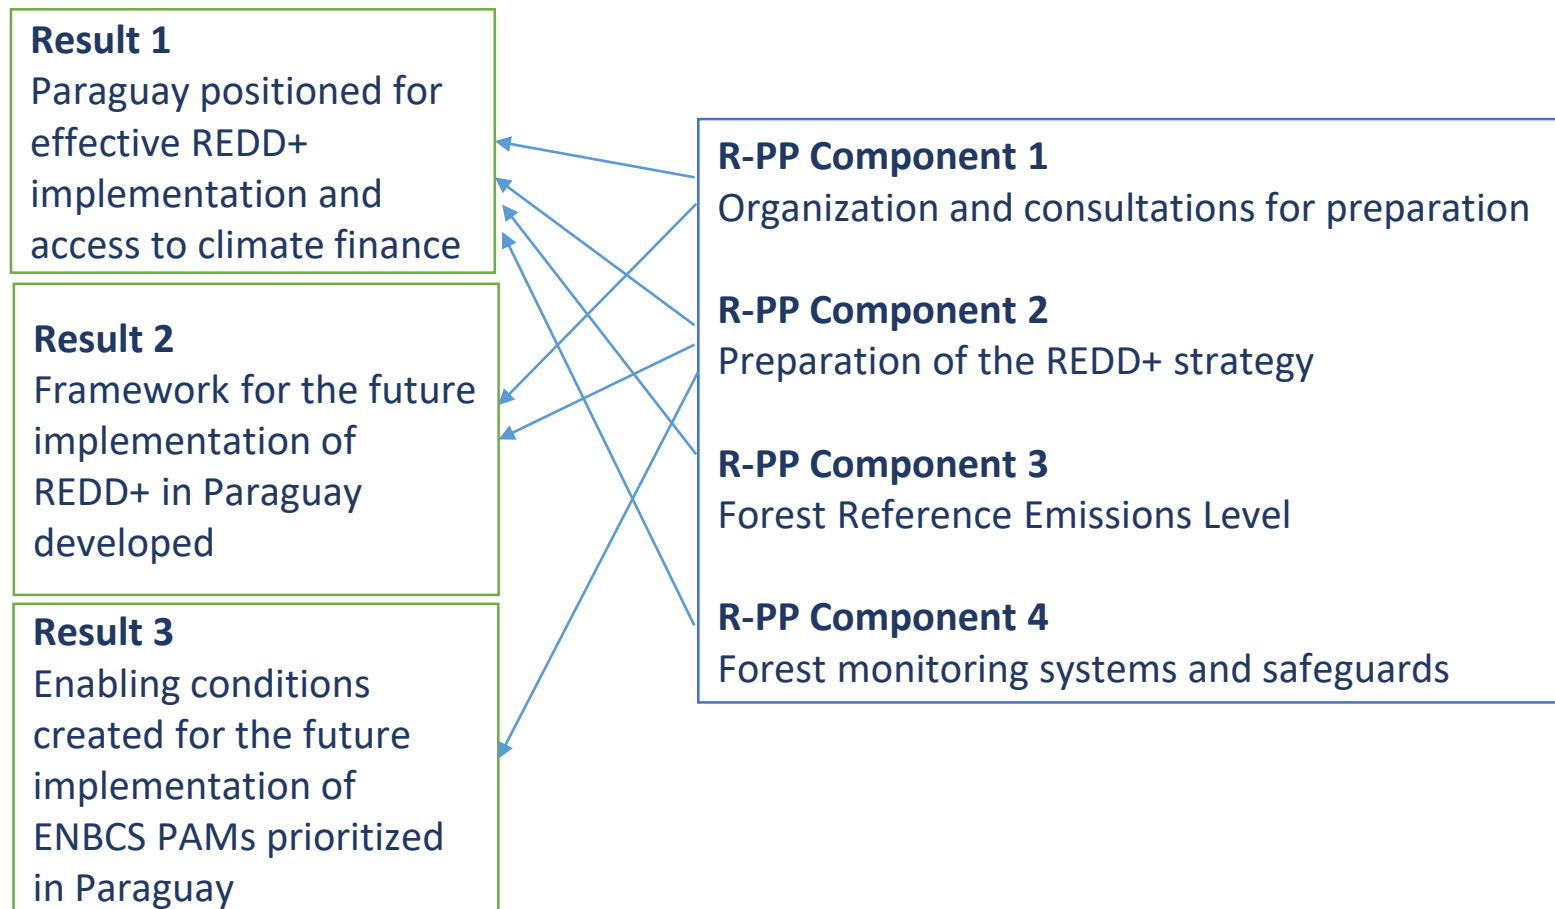 Result 1
Paraguay positioned for
effective REDD+
implementation and
access to climate finance
Result 2
Framework for the future
implementation of
REDD+ in Paraguay
developed
Result 3
Enabling conditions
created for the future
implementation of
ENBCS PAMs prioritized
in Paraguay
R-PP Component 1
Organization and consultations for preparation
R-PP Component 2
Preparation of the REDD+ strategy
R-PP Component 3
Forest Reference Emissions Level
R-PP Component 4
Forest monitoring systems and safeguards